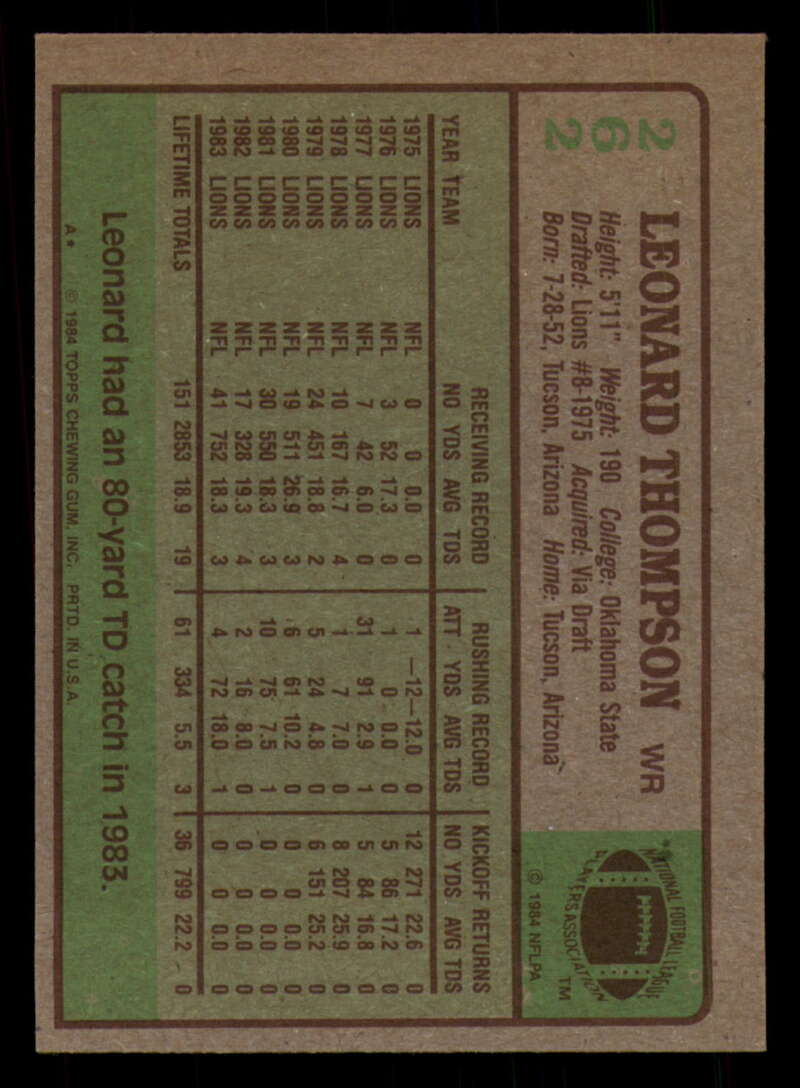 262
LEONARD THOMPSON WR
Height: 5'11" Weight: 190 College: Oklahoma State
Drafted: Lions #8-1975 Acquired: Via Draft
Born: 7-28-52, Tucson, Arizona Home: Tucson, Arizona
NATIONAL FOOTBALL LEAGUE
PLAYERS ASSOCIATION TM
© 1984 NFLPA
RECEIVING RECORD RUSHING RECORD KICKOFF RETURNS
YEAR TEAM NO YDS AVG TDS ATT YDS AVG TDS NO YDS AVG TDS
1975 LIONS NFL 0 0 0.0 0 1 -12 -12.0 0 12 271 22.6 0
1976 LIONS NFL 3 52 17.3 0 1 0 0.0 0 5 86 17.2 0
1977 LIONS NFL 7 42 6.0 0 31 91 2.9 1 5 84 16.8 0
1978 LIONS NFL 10 167 16.7 4 1 7 7.0 0 8 207 25.9 0
1979 LIONS NFL 24 451 18.8 2 5 24 4.8 0 6 151 25.2 0
1980 LIONS NFL 19 511 26.9 3 6 61 10.2 0 0 0 0.0 0
1981 LIONS NFL 30 550 18.3 3 10 75 7.5 1 0 0 0.0 0
1982 LIONS NFL 17 328 19.3 4 2 16 8.0 0 0 0 0.0 0
1983 LIONS NFL 41 752 18.3 3 4 72 18.0 1 0 0 0.0 0
LIFETIME TOTALS 151 2853 18.9 19 61 334 5.5 3 36 799 22.2 0
Leonard had an 80-yard TD catch in 1983.
A* © 1984 TOPPS CHEWING GUM, INC. PRTD. IN U.S.A.